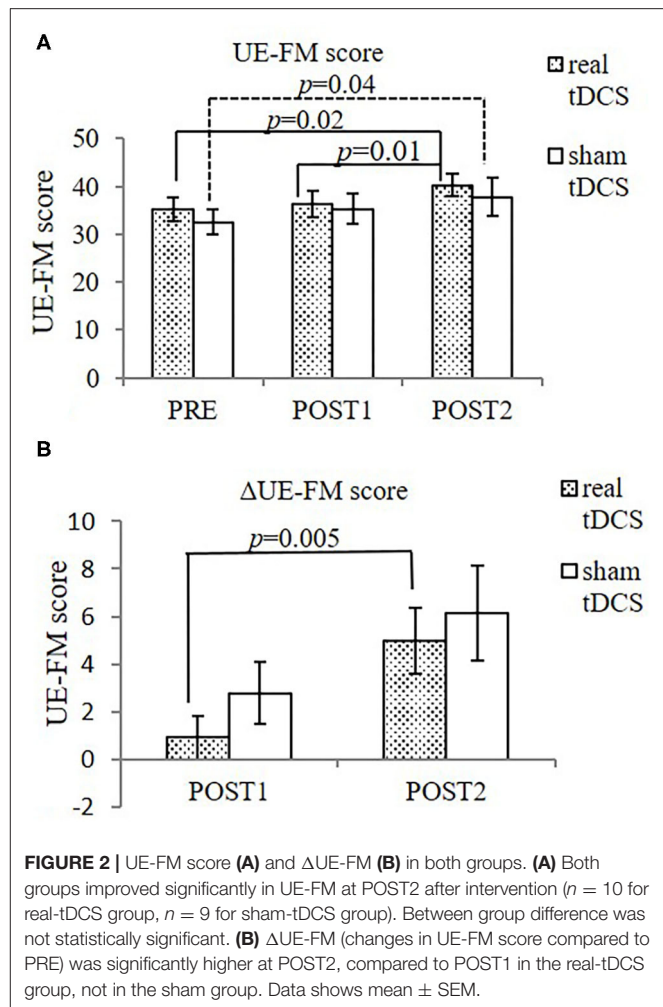 A
UE-FM score
real
tDCS
sham
tDCS
p=0.04
p=0.02
p=0.01
UE-FM score
50
40
30
20
10
0
PRE POST1 POST2
B
ΔUE-FM score
real
tDCS
sham
tDCS
p=0.005
UE-FM score
10
8
6
4
2
0
-2
POST1 POST2
FIGURE 2 | UE-FM score (A) and ΔUE-FM (B) in both groups. (A) Both
groups improved significantly in UE-FM at POST2 after intervention (n = 10 for
real-tDCS group, n = 9 for sham-tDCS group). Between group difference was
not statistically significant. (B) ΔUE-FM (changes in UE-FM score compared to
PRE) was significantly higher at POST2, compared to POST1 in the real-tDCS
group, not in the sham group. Data shows mean ± SEM.